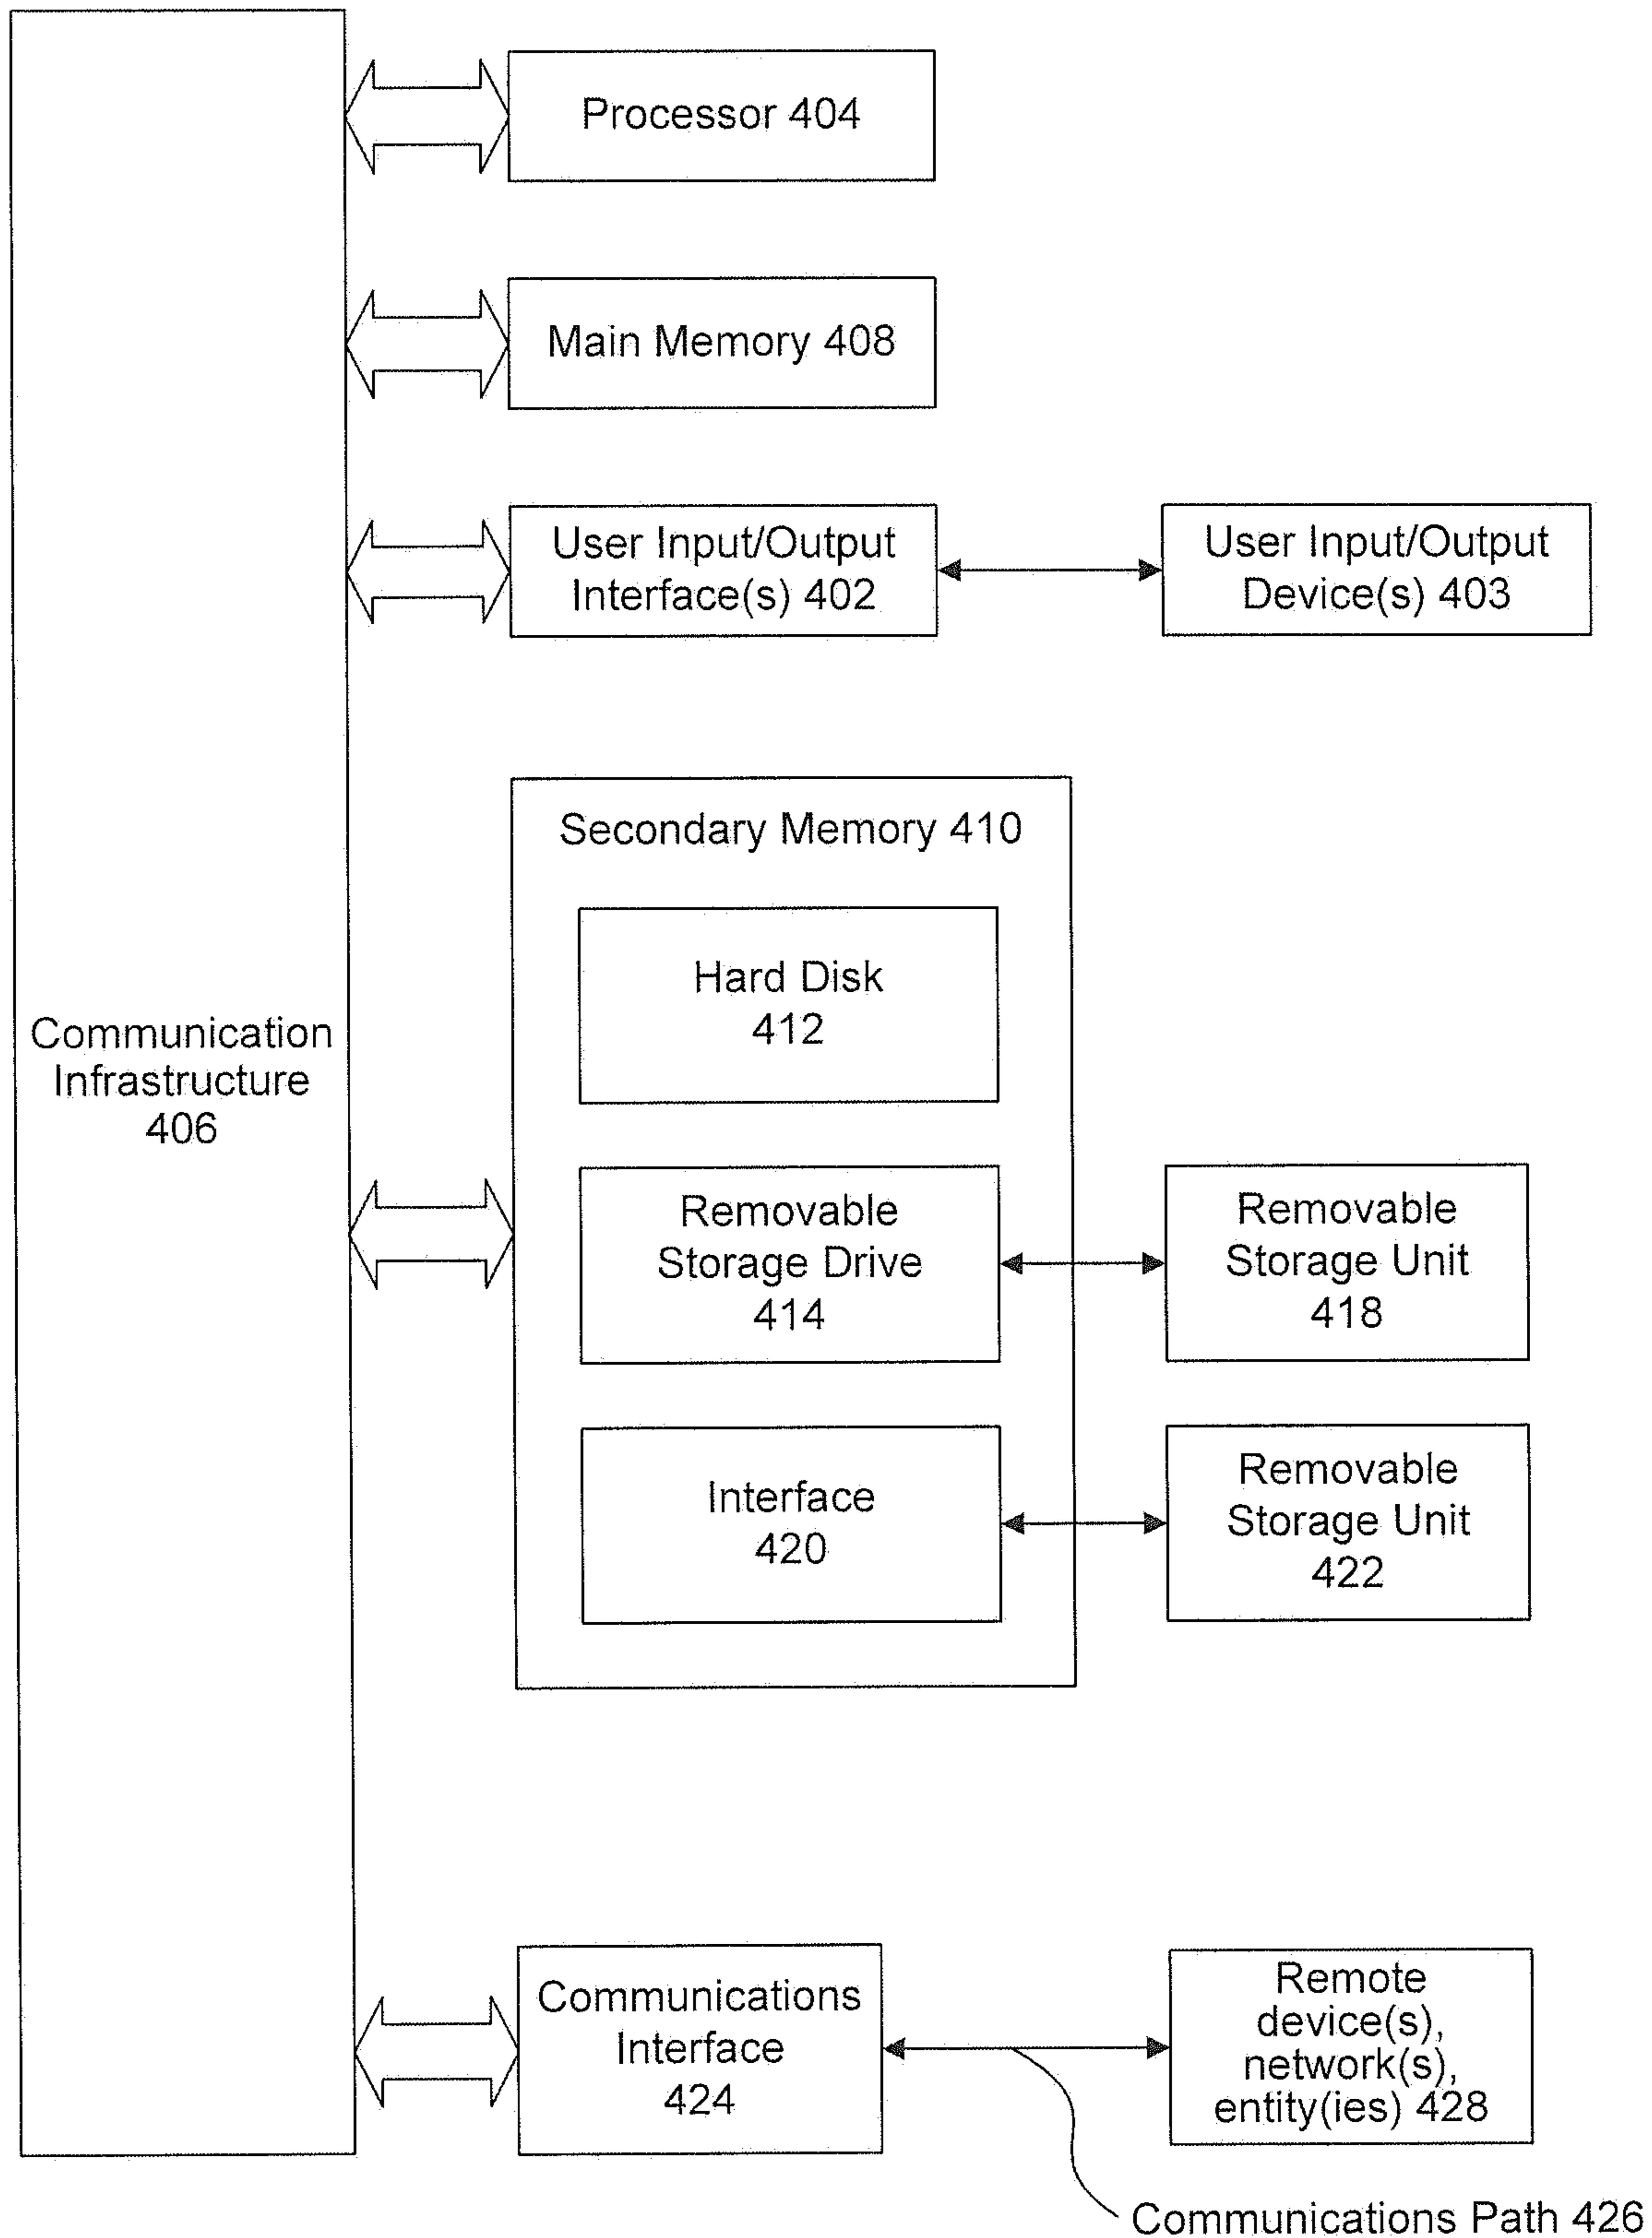 Processor 404
Main Memory 408
User Input/Output
Interface(s) 402
User Input/Output
Device(s) 403
Secondary Memory 410
Hard Disk
412
Communication
Infrastructure
406
Removable
Storage Drive
414
Removable
Storage Unit
418
Interface
420
Removable
Storage Unit
422
Communications
Interface
424
Remote
device(s),
network(s),
entity(ies) 428
Communications Path 426